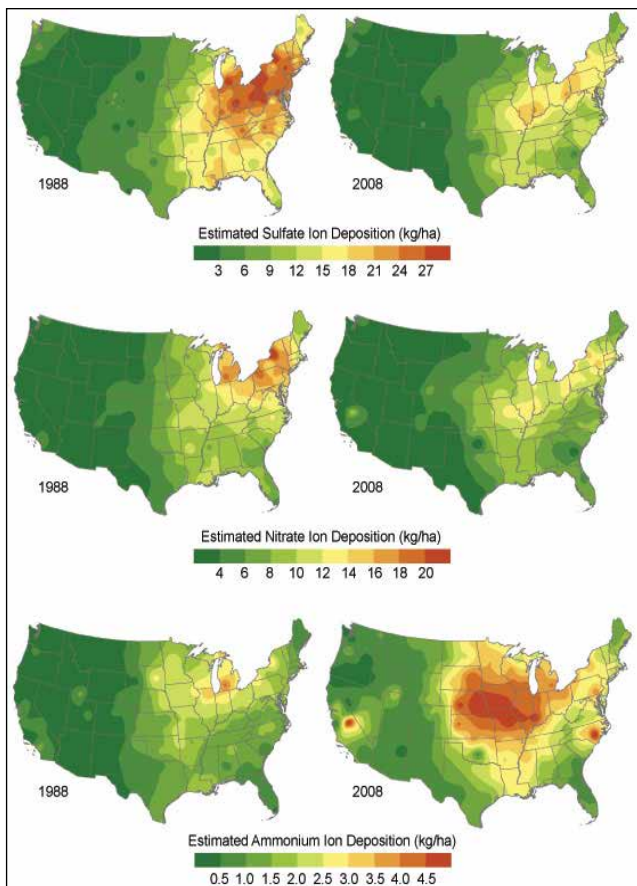 1988 2008
Estimated Sulfate Ion Deposition (kg/ha)
3 6 9 12 15 18 21 24 27
1988 2008
Estimated Nitrate Ion Deposition (kg/ha)
4 6 8 10 12 14 16 18 20
1988 2008
Estimated Ammonium Ion Deposition (kg/ha)
0.5 1.0 1.5 2.0 2.5 3.0 3.5 4.0 4.5